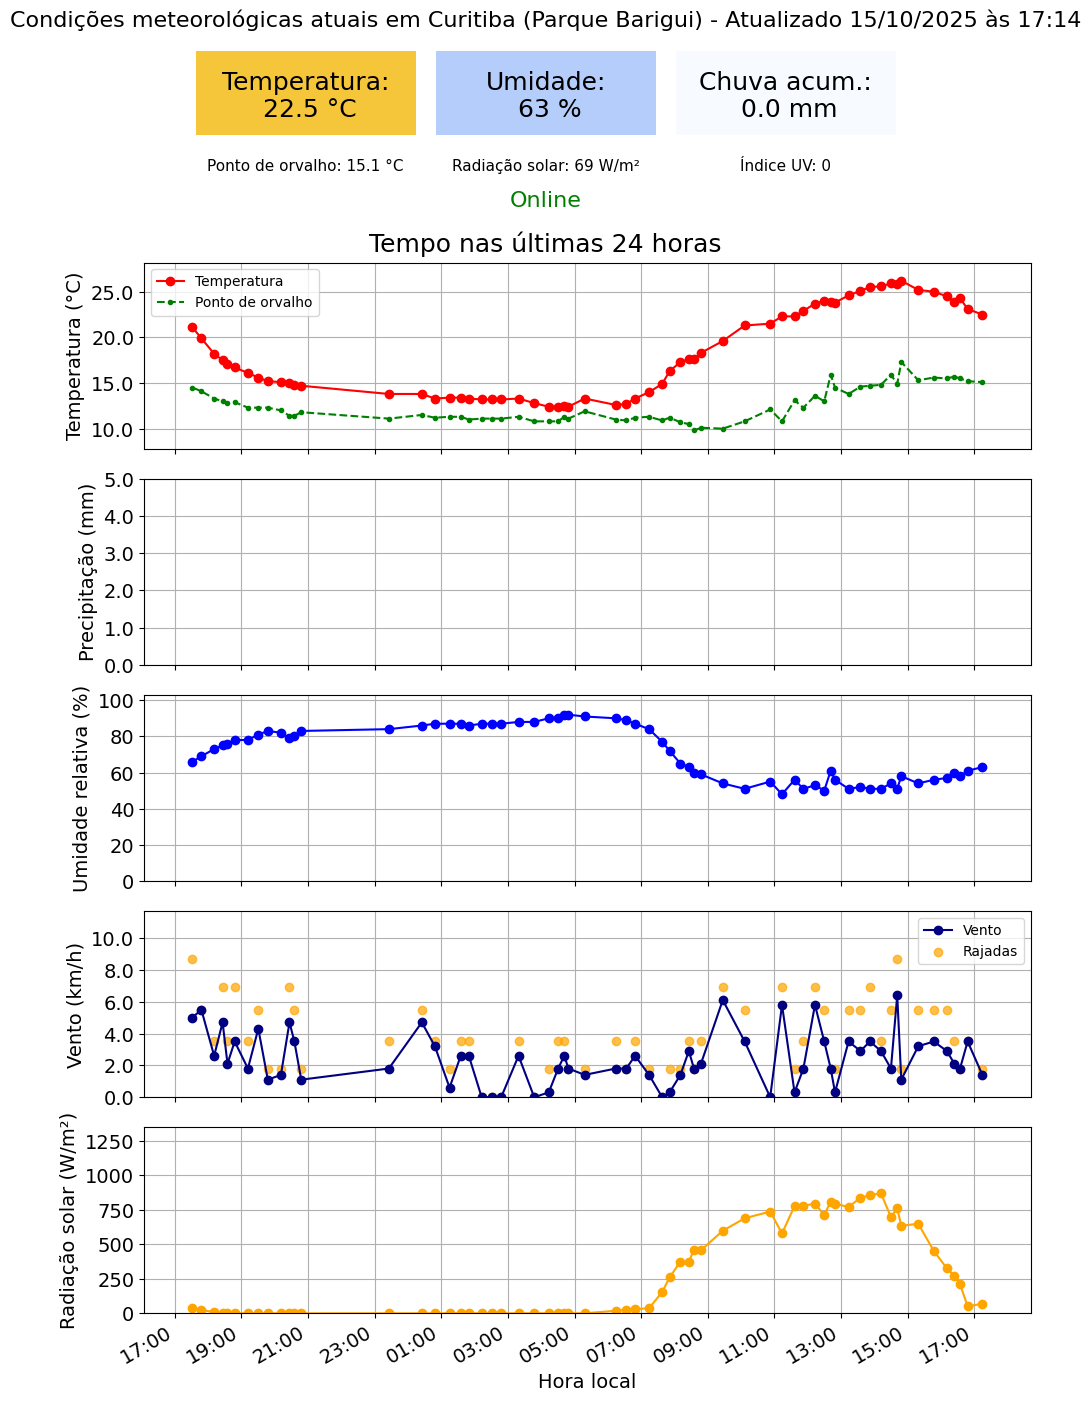 Condições meteorológicas atuais em Curitiba (Parque Barigui) - Atualizado 15/10/2025 às 17:14
Temperatura:
22.5 °C
Umidade:
63 %
Chuva acum.:
0.0 mm
Ponto de orvalho: 15.1 °C
Radiação solar: 69 W/m²
Índice UV: 0
Online
Tempo nas últimas 24 horas
Temperatura (°C)
25.0
20.0
15.0
10.0
Temperatura
Ponto de orvalho
Precipitação (mm)
5.0
4.0
3.0
2.0
1.0
0.0
Umidade relativa (%)
100
80
60
40
20
0
Vento (km/h)
10.0
8.0
6.0
4.0
2.0
0.0
Vento
Rajadas
Radiação solar (W/m²)
1250
1000
750
500
250
0
17:00
19:00
21:00
23:00
01:00
03:00
05:00
07:00
09:00
11:00
13:00
15:00
17:00
Hora local